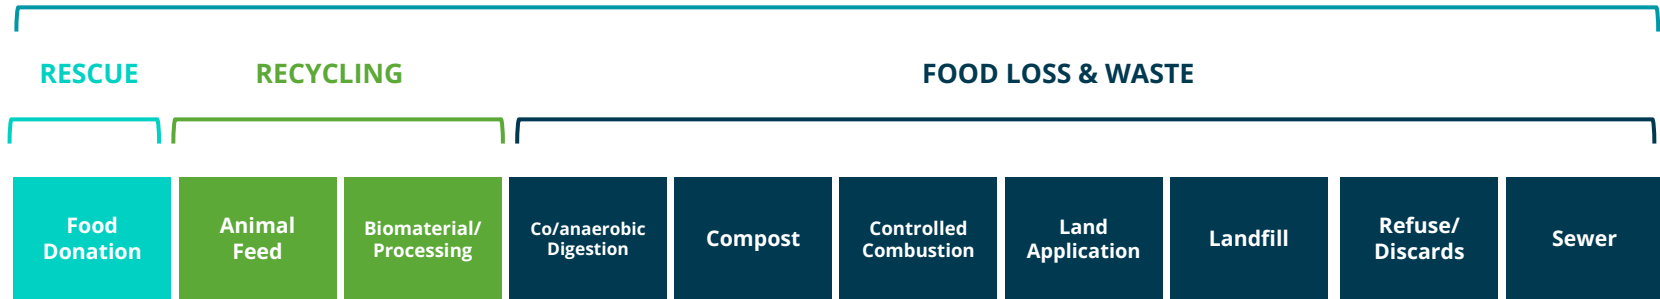 RESCUE
RECYCLING
FOOD LOSS & WASTE
Food
Donation
Animal
Feed
Biomaterial/
Processing
Co/anaerobic
Digestion
Compost
Controlled
Combustion
Land
Application
Landfill
Refuse/
Discards
Sewer